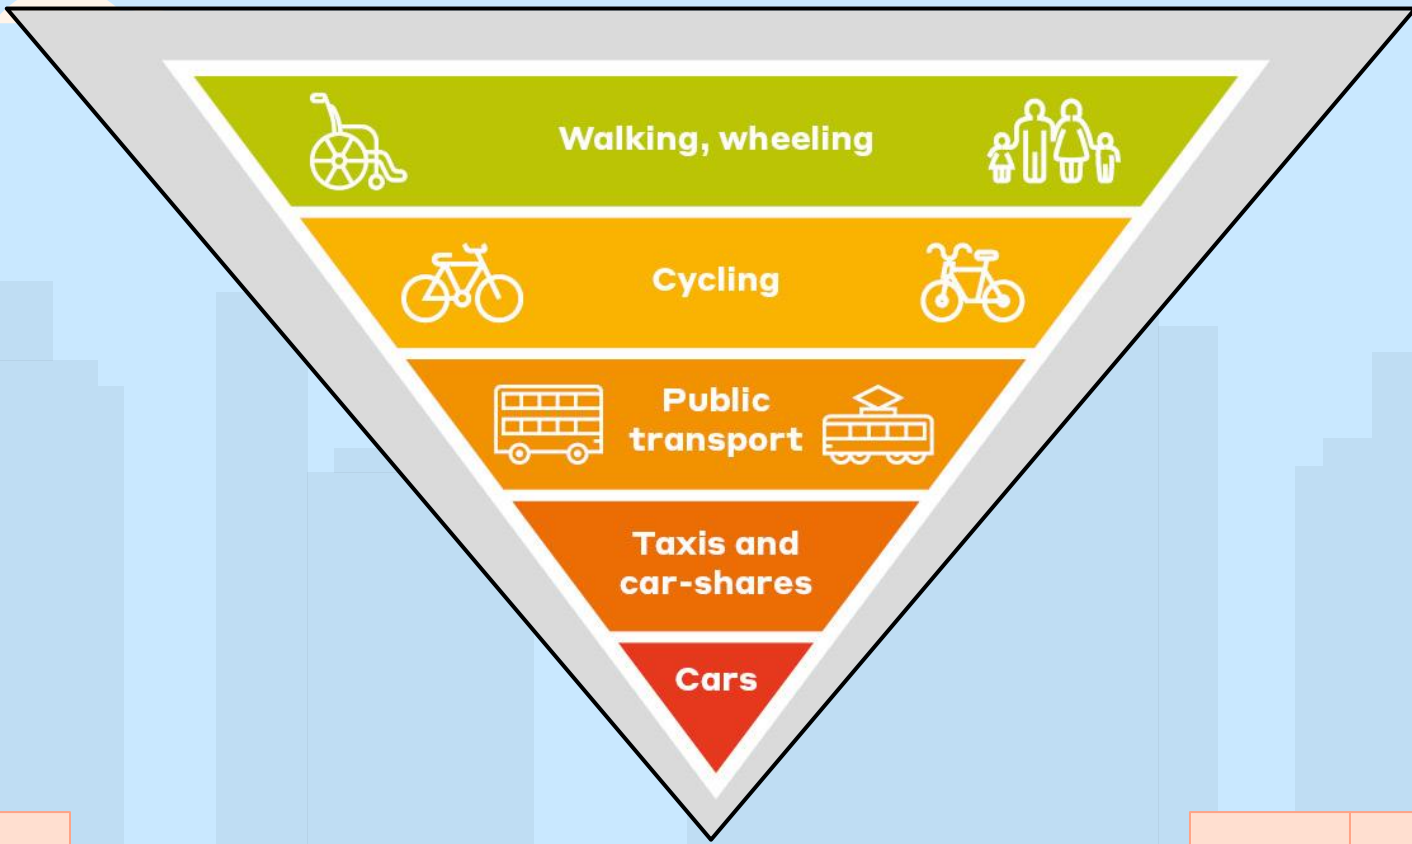 Walking, wheeling
Cycling
Public
transport
Taxis and
car-shares
Cars